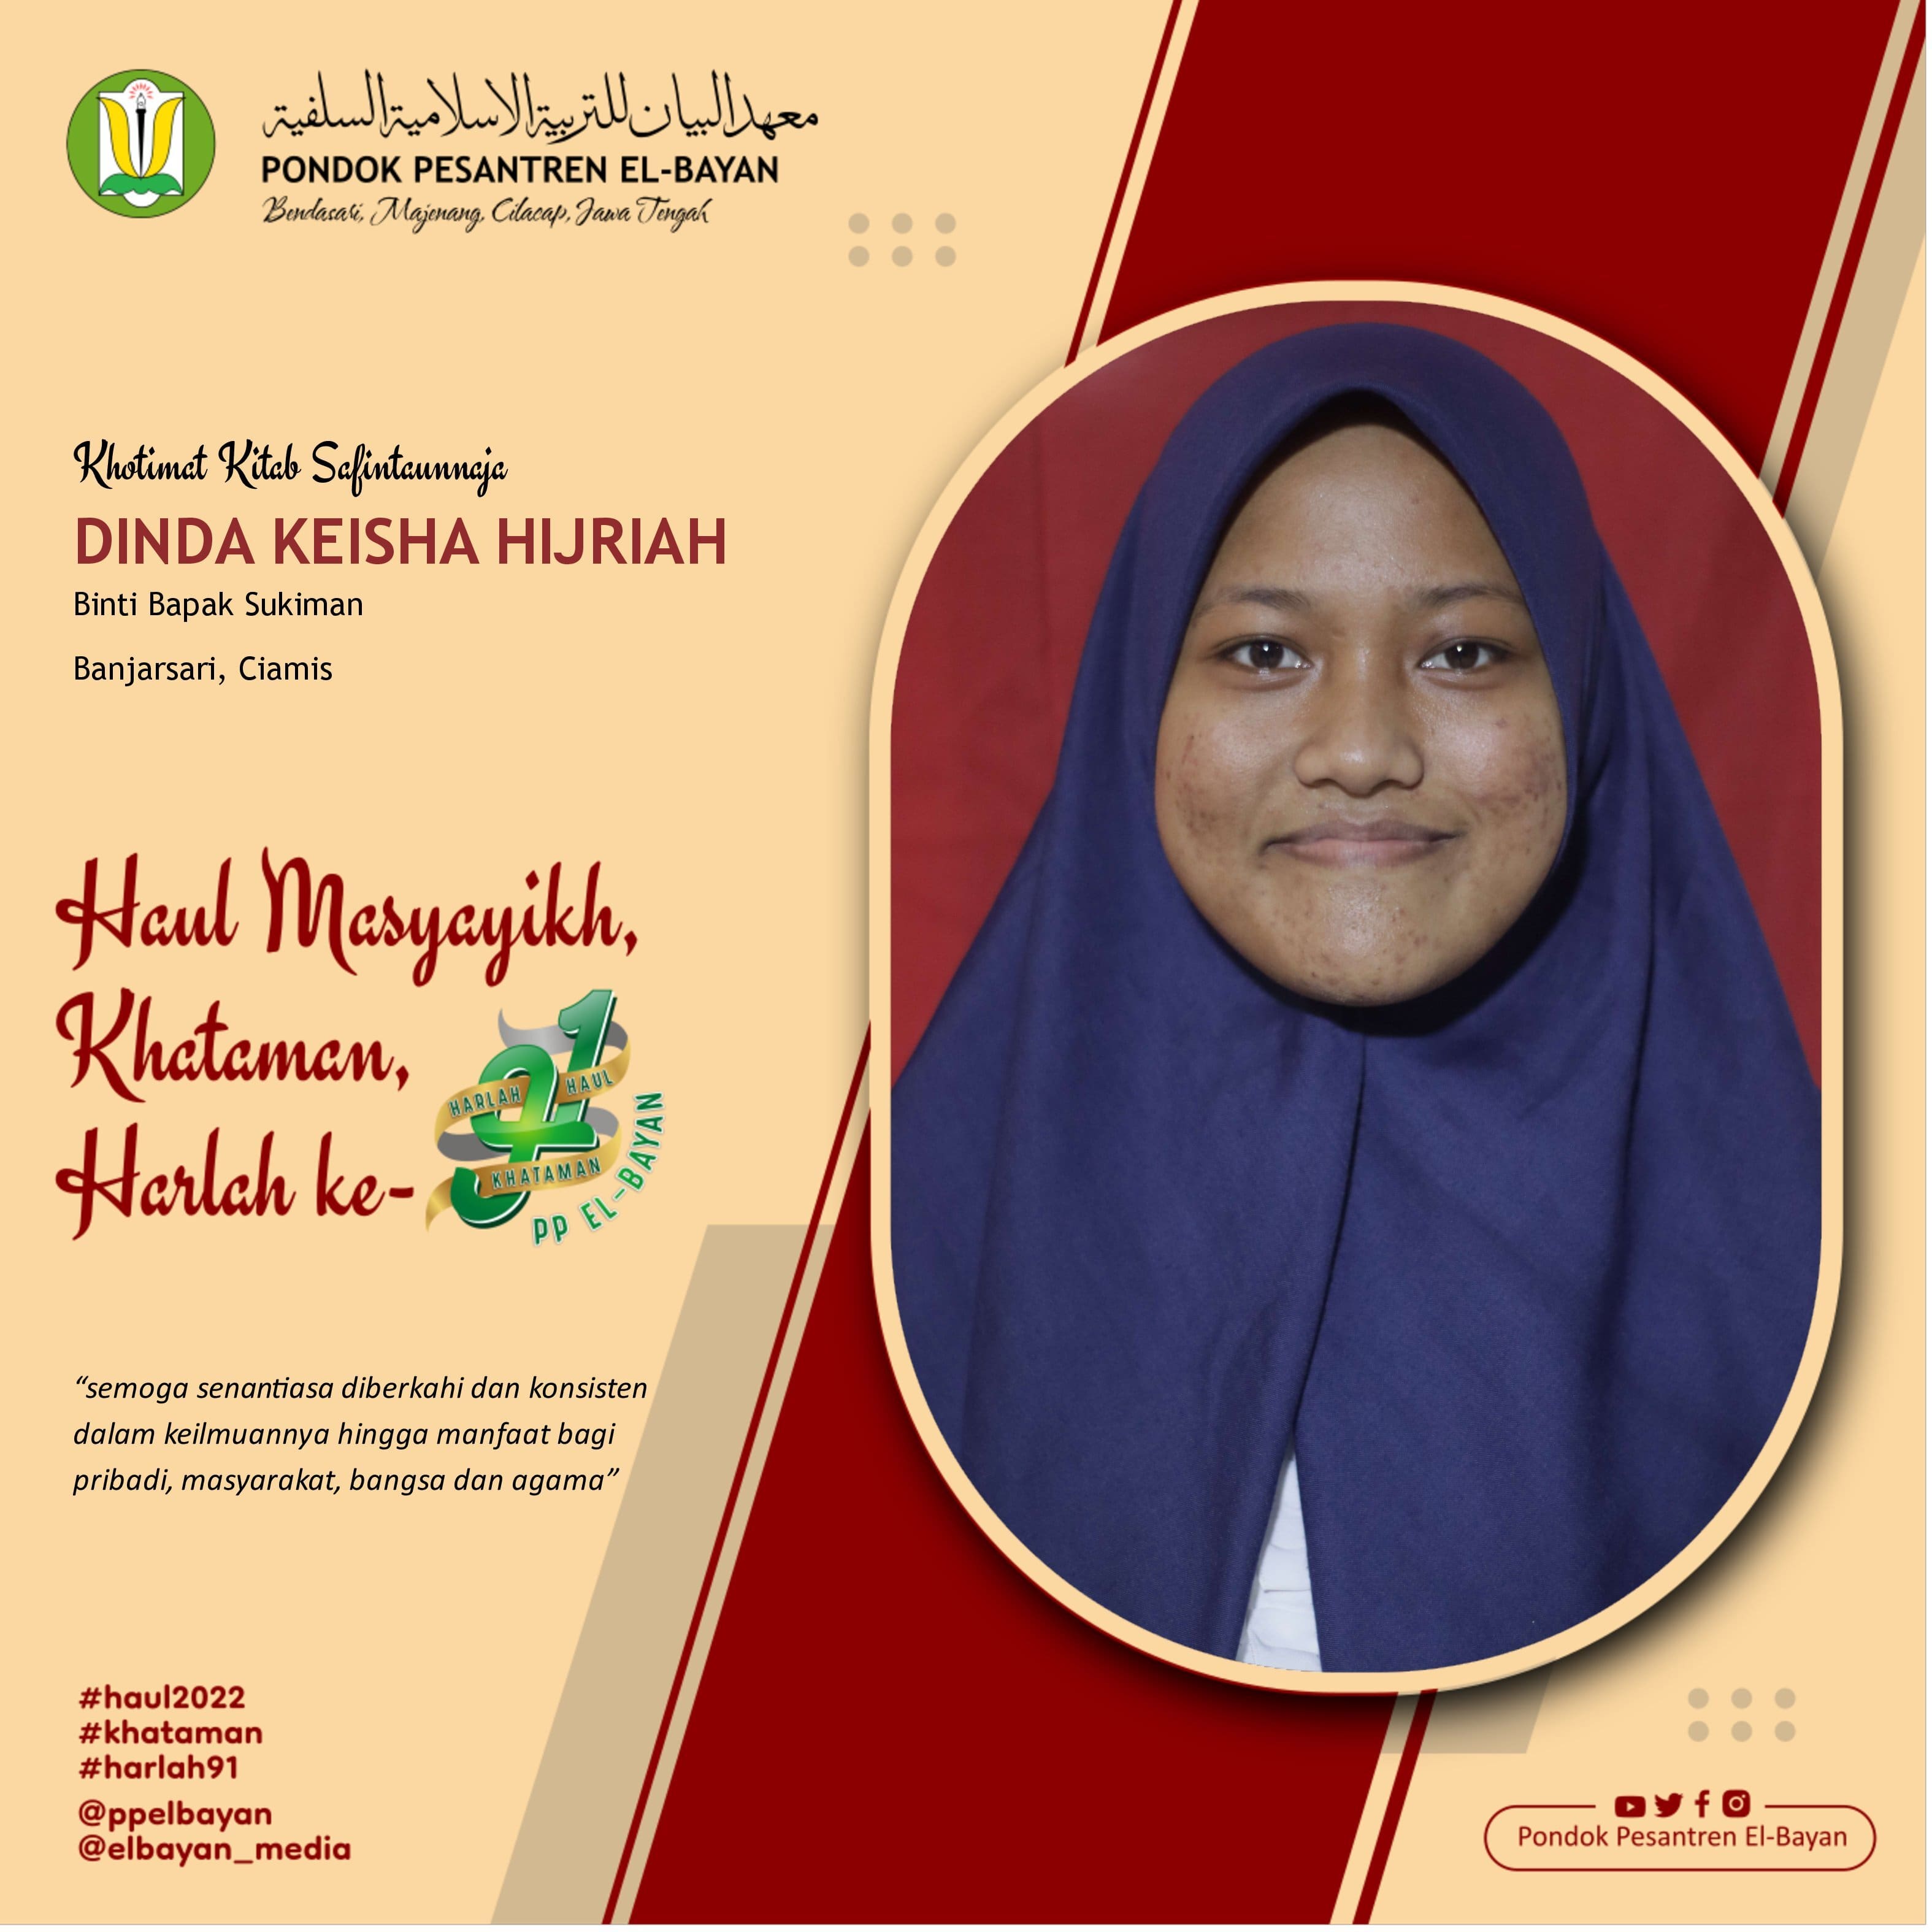 معهد البيان للتربية الاسلامية السلفية
PONDOK PESANTREN EL-BAYAN
Bendasari, Majenang, Cilacap, Jawa Tengah
Khotimat Kitab Safintaunnaja
DINDA KEISHA HIJRIAH
Binti Bapak Sukiman
Banjarsari, Ciamis
Haul Masyayikh,
Khataman,
Harlah ke-
91
HARLAH HAUL
KHATAMAN
PP EL-BAYAN
“semoga senantiasa diberkahi dan konsisten
dalam keilmuannya hingga manfaat bagi
pribadi, masyarakat, bangsa dan agama”
#haul2022
#khataman
#harlah91
@ppelbayan
@elbayan_media
Pondok Pesantren El-Bayan